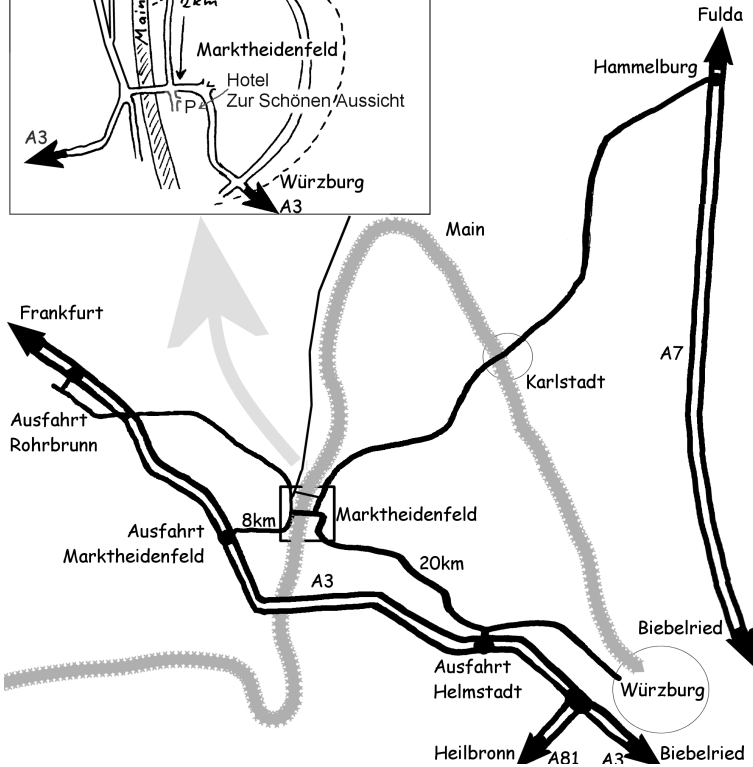 Main
2km
Marktheidenfeld
Hotel
P
Zur Schönen Aussicht
A3
Würzburg
A3
Fulda
Hammelburg
Main
Frankfurt
A7
Karlstadt
Ausfahrt
Rohrbrunn
8km
Marktheidenfeld
Ausfahrt
Marktheidenfeld
20km
A3
Biebelried
Ausfahrt
Helmstadt
Würzburg
Heilbronn
A81
A3
Biebelried